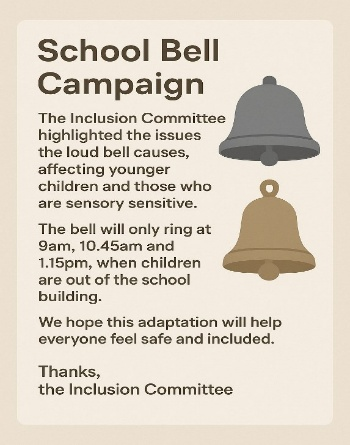 School Bell
Campaign
The Inclusion Committee
highlighted the issues
the loud bell causes,
affecting younger
children and those who
are sensory sensitive.
The bell will only ring at
9am, 10.45am and
1.15pm, when children
are out of the school
building.
We hope this adaptation will help
everyone feel safe and included.
Thanks,
the Inclusion Committee